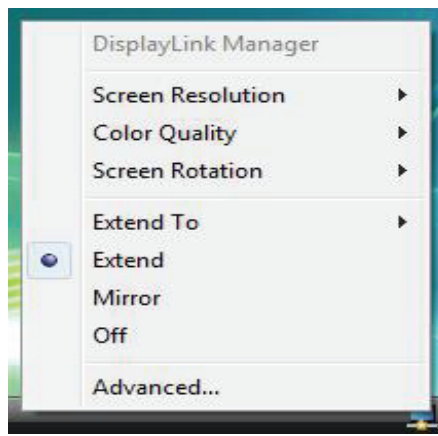 DisplayLink Manager
Screen Resolution
Color Quality
Screen Rotation
Extend To
Extend
Mirror
Off
Advanced...